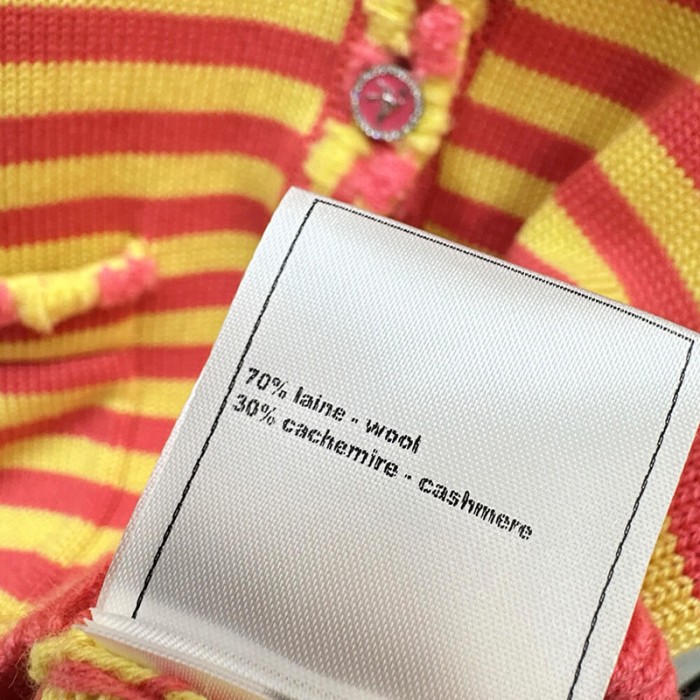 70% laine - wool
30% cachemire - cashmere